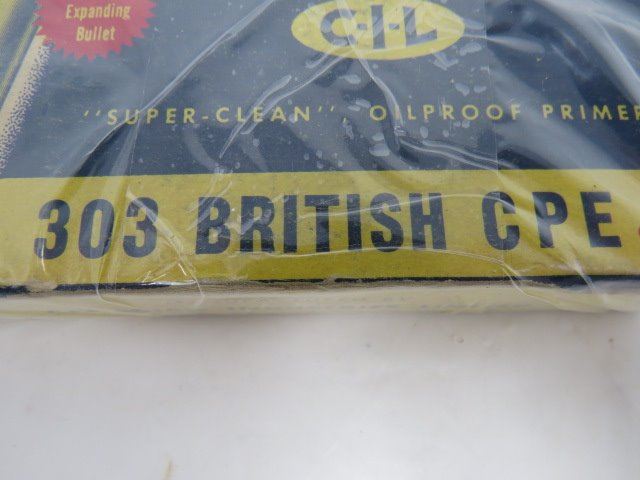 Expanding
Bullet
C-I-L
"SUPER-CLEAN" . OILPROOF PRIMER
303 BRITISH CPE